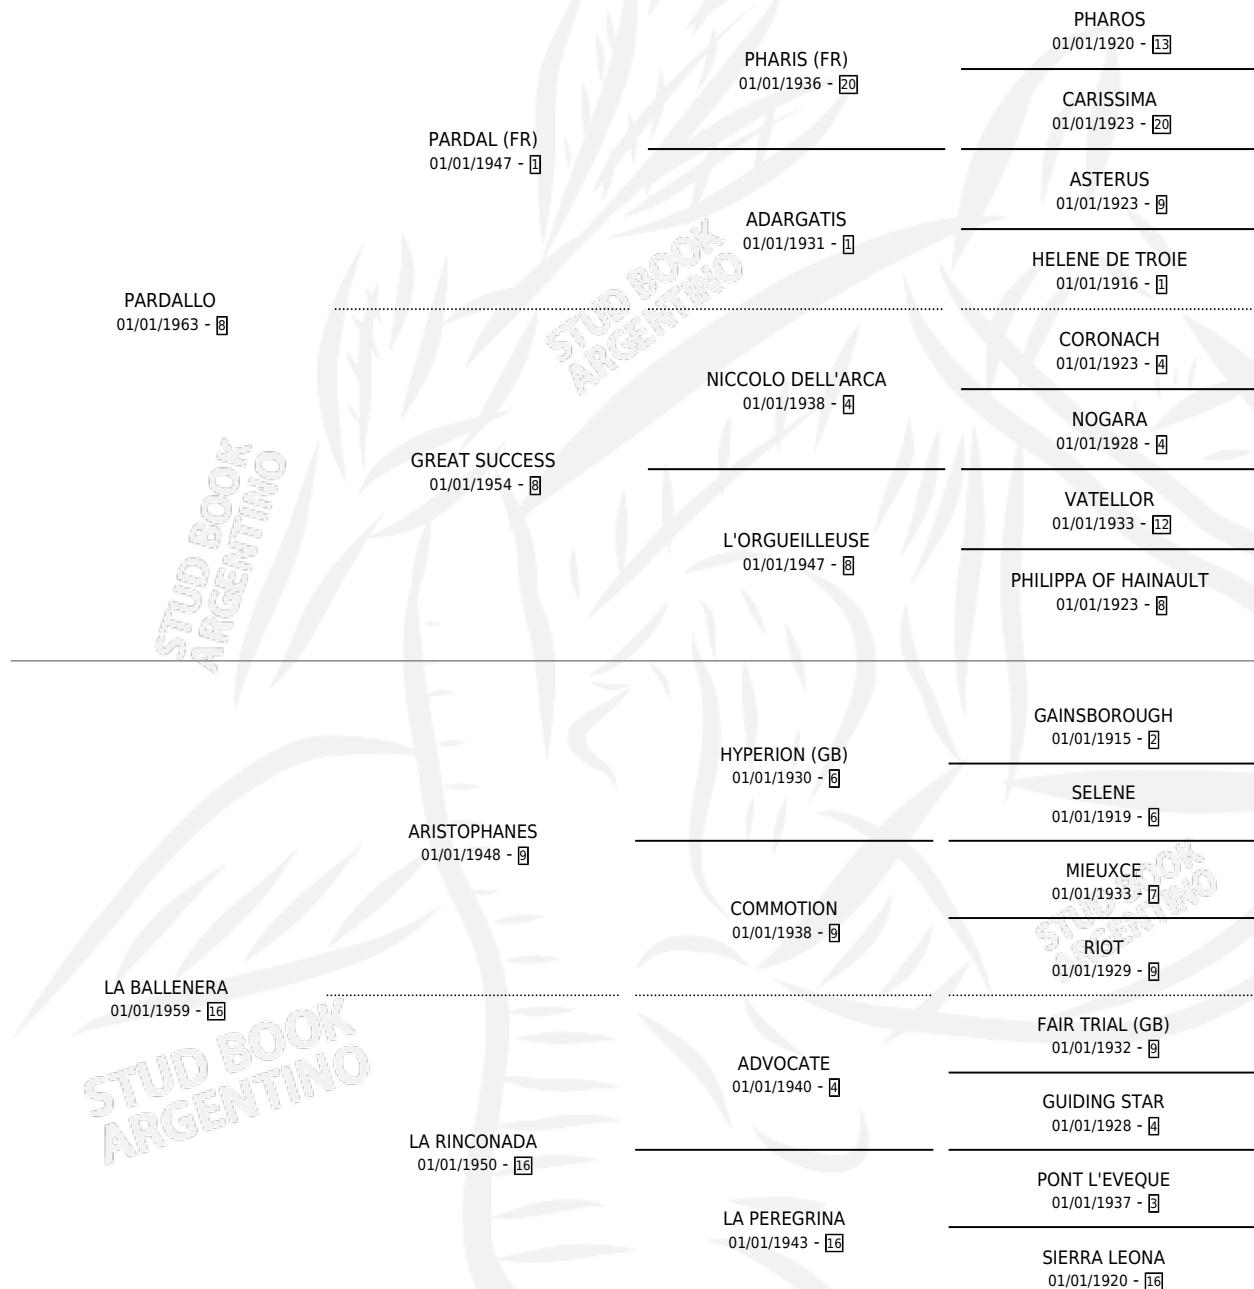 PHAROS
01/01/1920 - 13
PHARIS (FR)
01/01/1936 - 20
CARISSIMA
01/01/1923 - 20
PARDAL (FR)
01/01/1947 - 1
ASTERUS
01/01/1923 - 9
ADARGATIS
01/01/1931 - 1
HELENE DE TROIE
01/01/1916 - 1
PARDALLO
01/01/1963 - 8
CORONACH
01/01/1923 - 4
NICCOLO DELL'ARCA
01/01/1938 - 4
NOGARA
01/01/1928 - 4
GREAT SUCCESS
01/01/1954 - 8
VATELLOR
01/01/1933 - 12
L'ORGUEILLEUSE
01/01/1947 - 8
PHILIPPA OF HAINAULT
01/01/1923 - 8
GAINSBOROUGH
01/01/1915 - 2
HYPERION (GB)
01/01/1930 - 6
SELENE
01/01/1919 - 6
ARISTOPHANES
01/01/1948 - 9
MIEUXCE
01/01/1933 - 7
COMMOTION
01/01/1938 - 9
RIOT
01/01/1929 - 9
LA BALLENERA
01/01/1959 - 16
FAIR TRIAL (GB)
01/01/1932 - 9
ADVOCATE
01/01/1940 - 4
GUIDING STAR
01/01/1928 - 4
LA RINCONADA
01/01/1950 - 16
PONT L'EVEQUE
01/01/1937 - 3
LA PEREGRINA
01/01/1943 - 16
SIERRA LEONA
01/01/1920 - 16
STUD BOOK
ARGENTINO
STUD BOOK
ARGENTINO
STUD BOOK
ARGENTINO
STUD BOOK
ARGENTINO